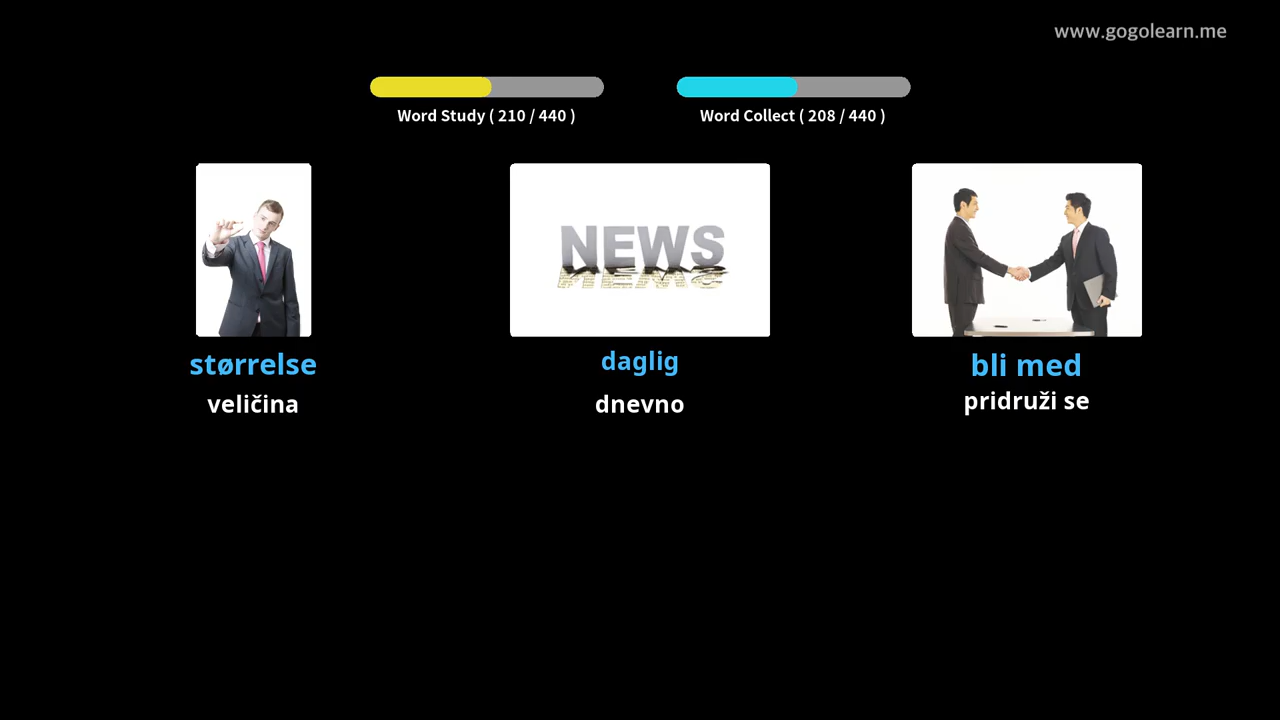 www.gogolearn.me
Word Study ( 210 / 440 )
Word Collect ( 208 / 440 )
NEWS
størrelse
daglig
bli med
veličina
dnevno
pridruži se